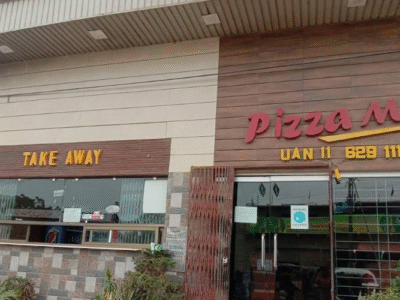 Pizza M
TAKE AWAY
UAN 11 629 111